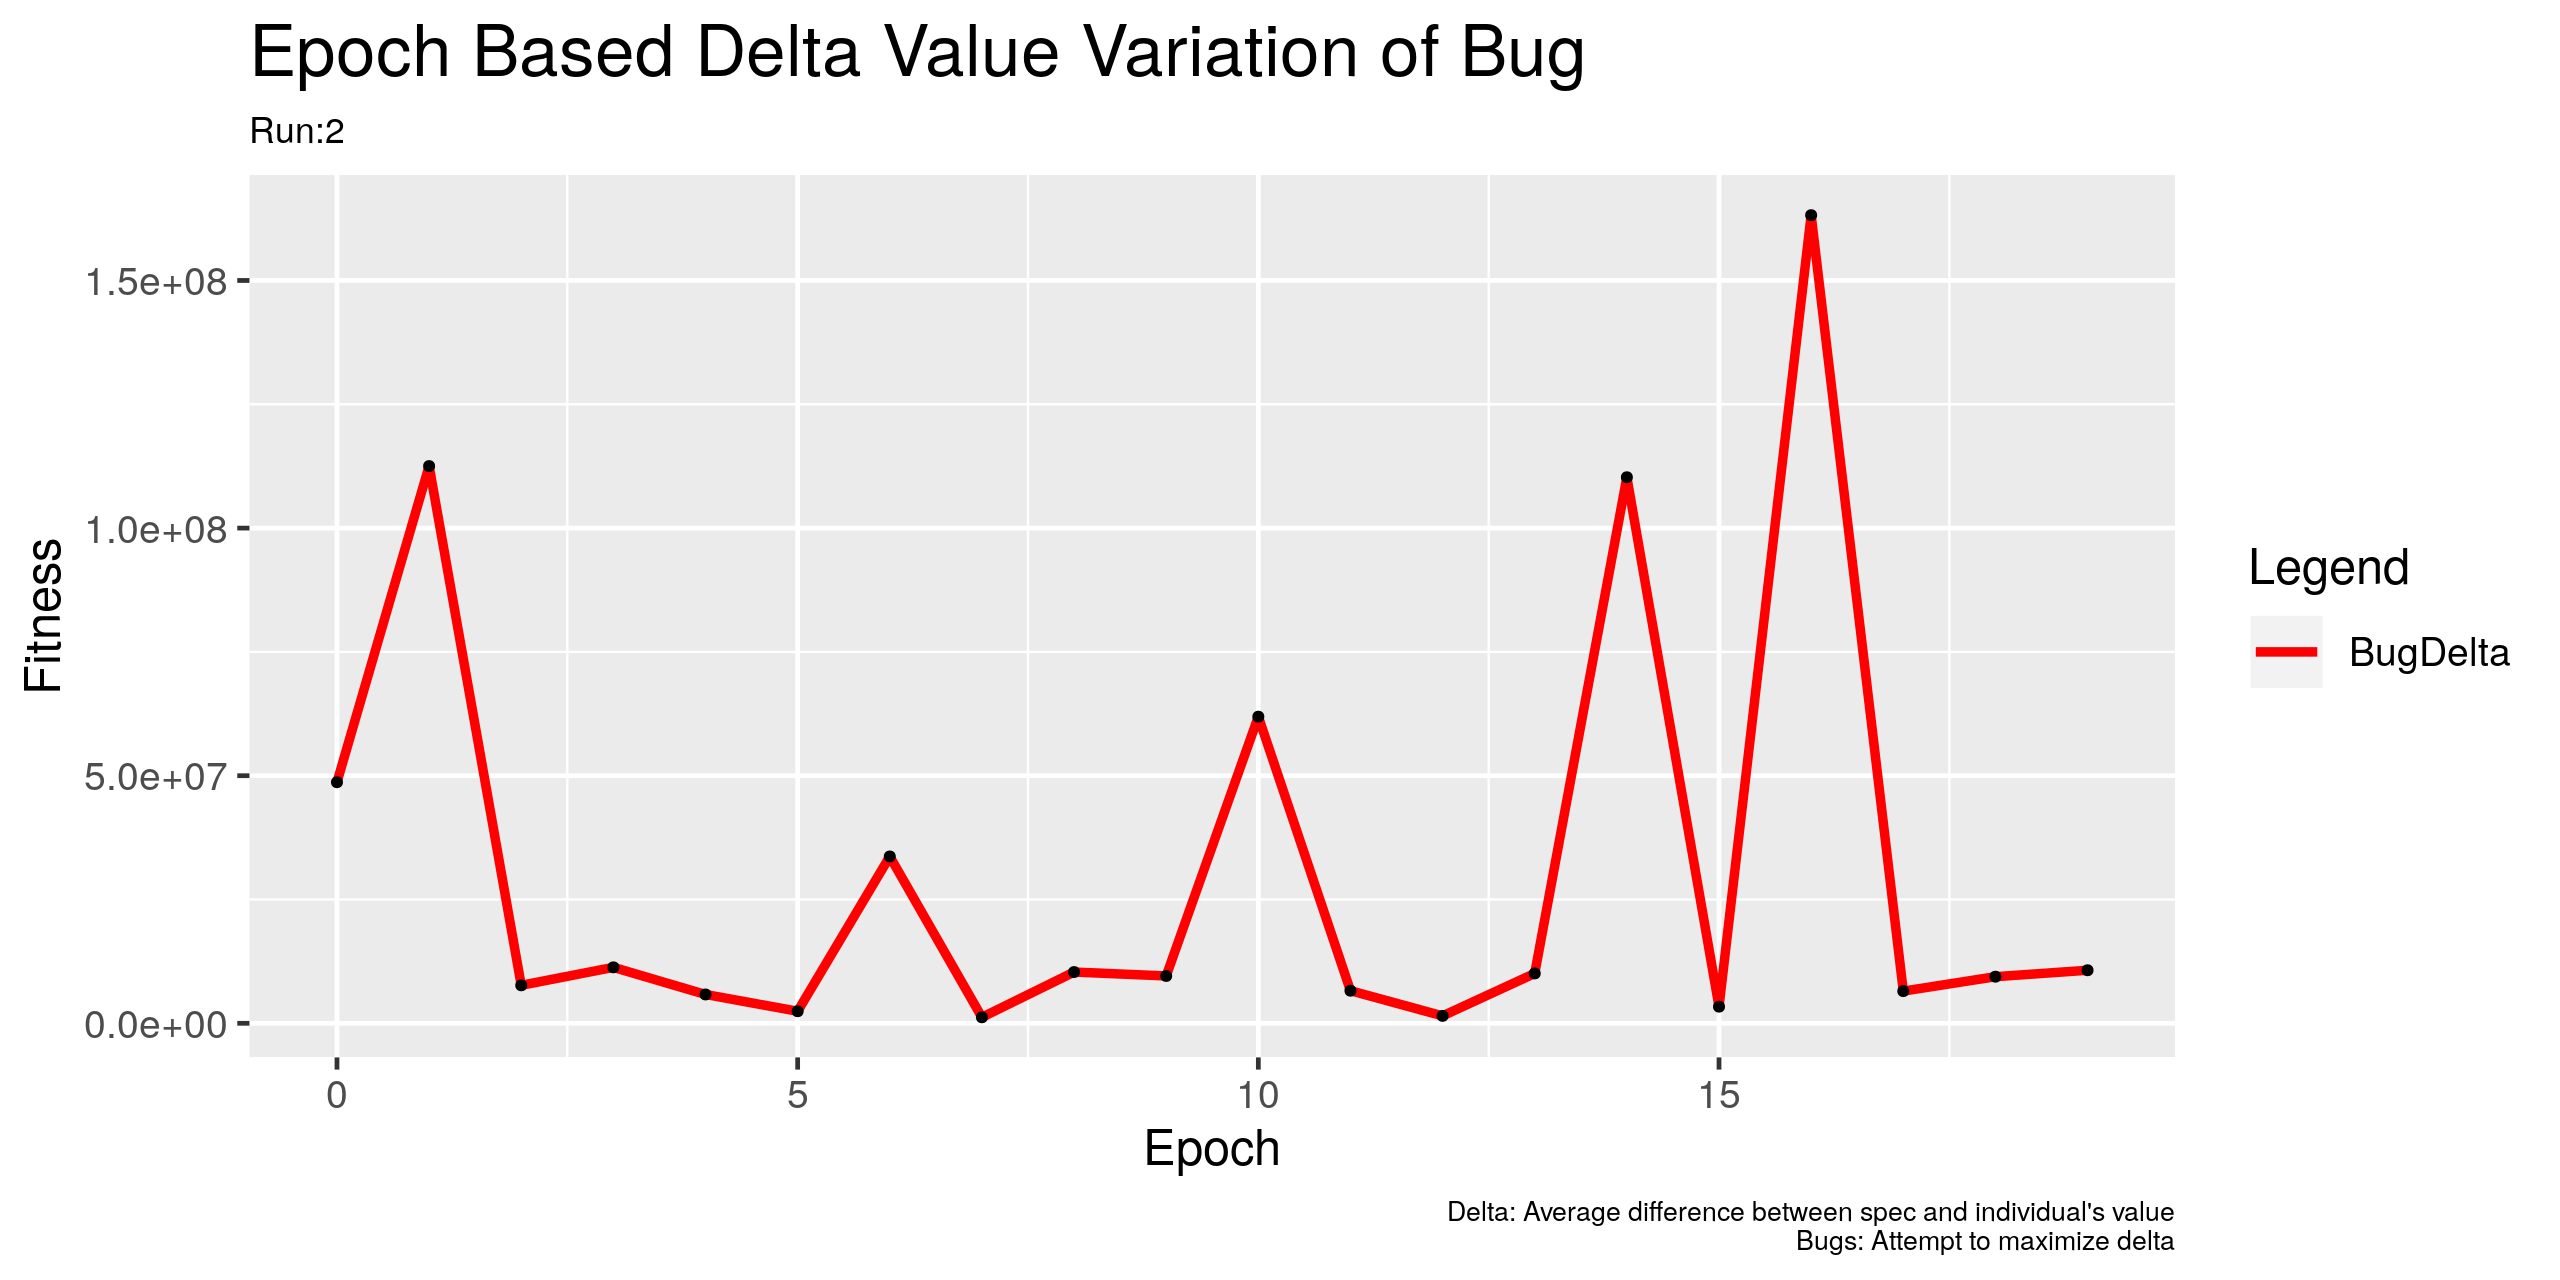 Epoch Based Delta Value Variation of Bug
Run:2
Fitness
1.5e+08
1.0e+08
5.0e+07
0.0e+00
0
5
10
15
Epoch
Legend
BugDelta
Delta: Average difference between spec and individual's value
Bugs: Attempt to maximize delta